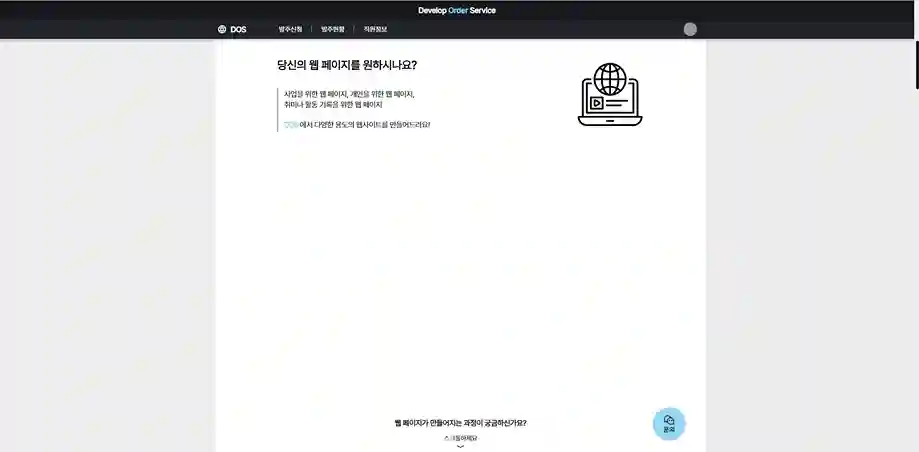 Develop Order Service
DOS
발주신청
발주현황
직원정보
당신의 웹 페이지를 원하시나요?
사업을 위한 웹 페이지, 개인을 위한 웹 페이지,
취미나 활동 기록을 위한 웹 페이지
DOS에서 다양한 용도의 웹사이트를 만들어드려요!
웹 페이지가 만들어지는 과정이 궁금하신가요?
스크롤하세요
문의